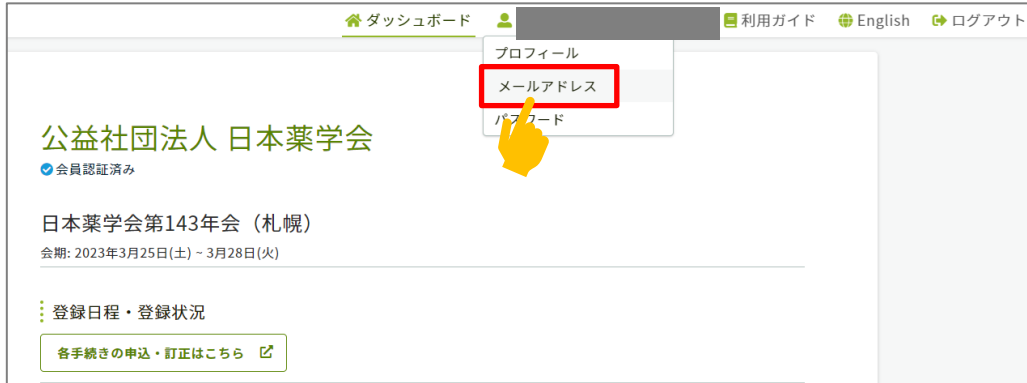 ダッシュボード 利用ガイド English ログアウト
プロフィール
メールアドレス
パスワード
公益社団法人 日本薬学会
会員認証済み
日本薬学会第143年会（札幌）
会期: 2023年3月25日(土) ~ 3月28日(火)
登録日程・登録状況
各手続きの申込・訂正はこちら